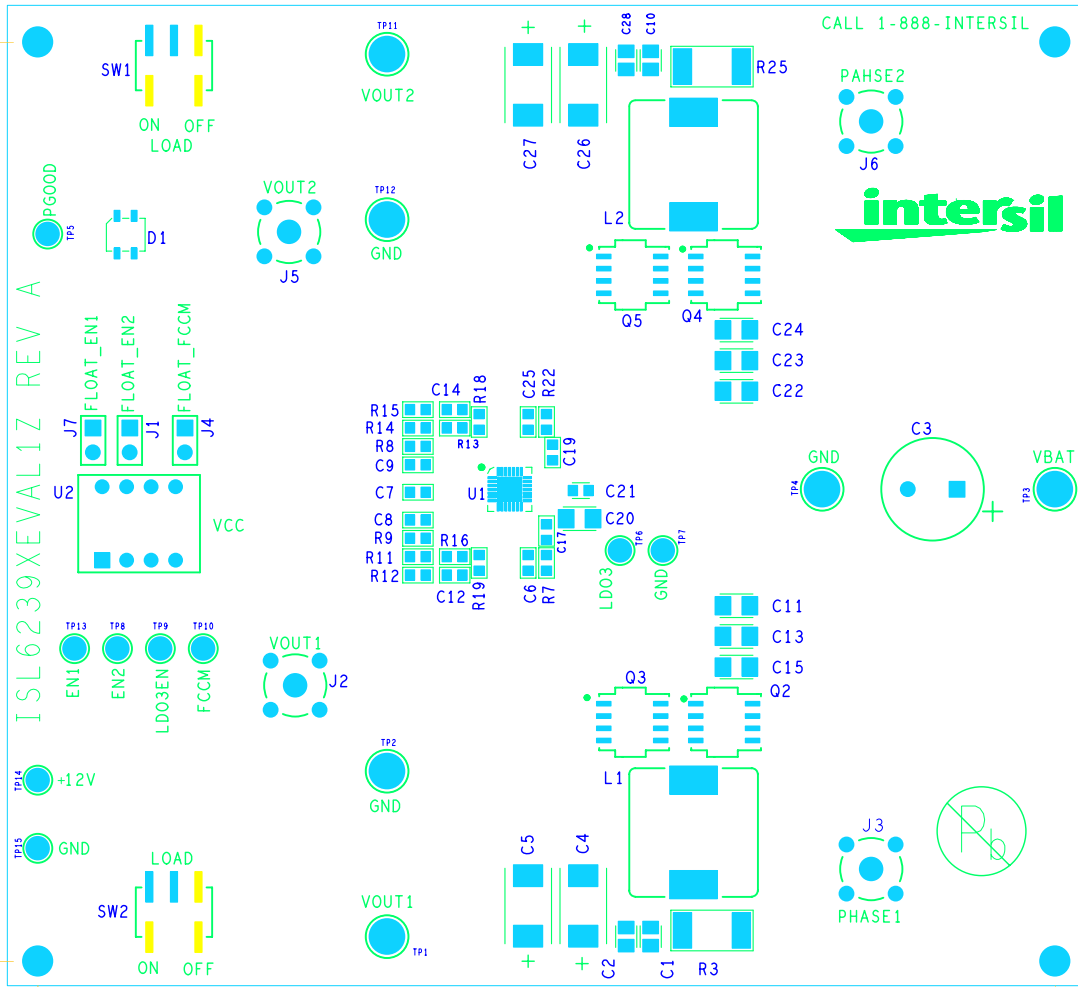 CALL 1-888-INTERSIL
TP11
C28
C10
SW1
R25
VOUT2
PAHSE2
ON
OFF
LOAD
C27
C26
J6
PGOOD
TP5
D1
VOUT2
J5
TP12
GND
L2
intersil
Q5
Q4
C24
C23
C22
ISL6239XEVAL1Z REV A
FLOAT_EN1
FLOAT_EN2
FLOAT_FCCM
J7
J1
J4
C14
R18
C25
R22
R15
R14
R13
R8
C9
C19
C3
GND
VBAT
TP4
TP3
U2
C7
U1
C21
VCC
C8
C20
R9
R16
C17
TP6
TP7
R11
R12
C12
R19
C6
R7
LDO3
GND
C11
C13
C15
TP13
TP8
TP9
TP10
EN1
EN2
LDO3EN
FCCM
VOUT1
J2
Q3
Q2
TP2
GND
L1
TP14
+12V
TP15
GND
C5
C4
J3
Pb
LOAD
SW2
ON
OFF
VOUT1
TP1
PHASE1
C2
C1
R3